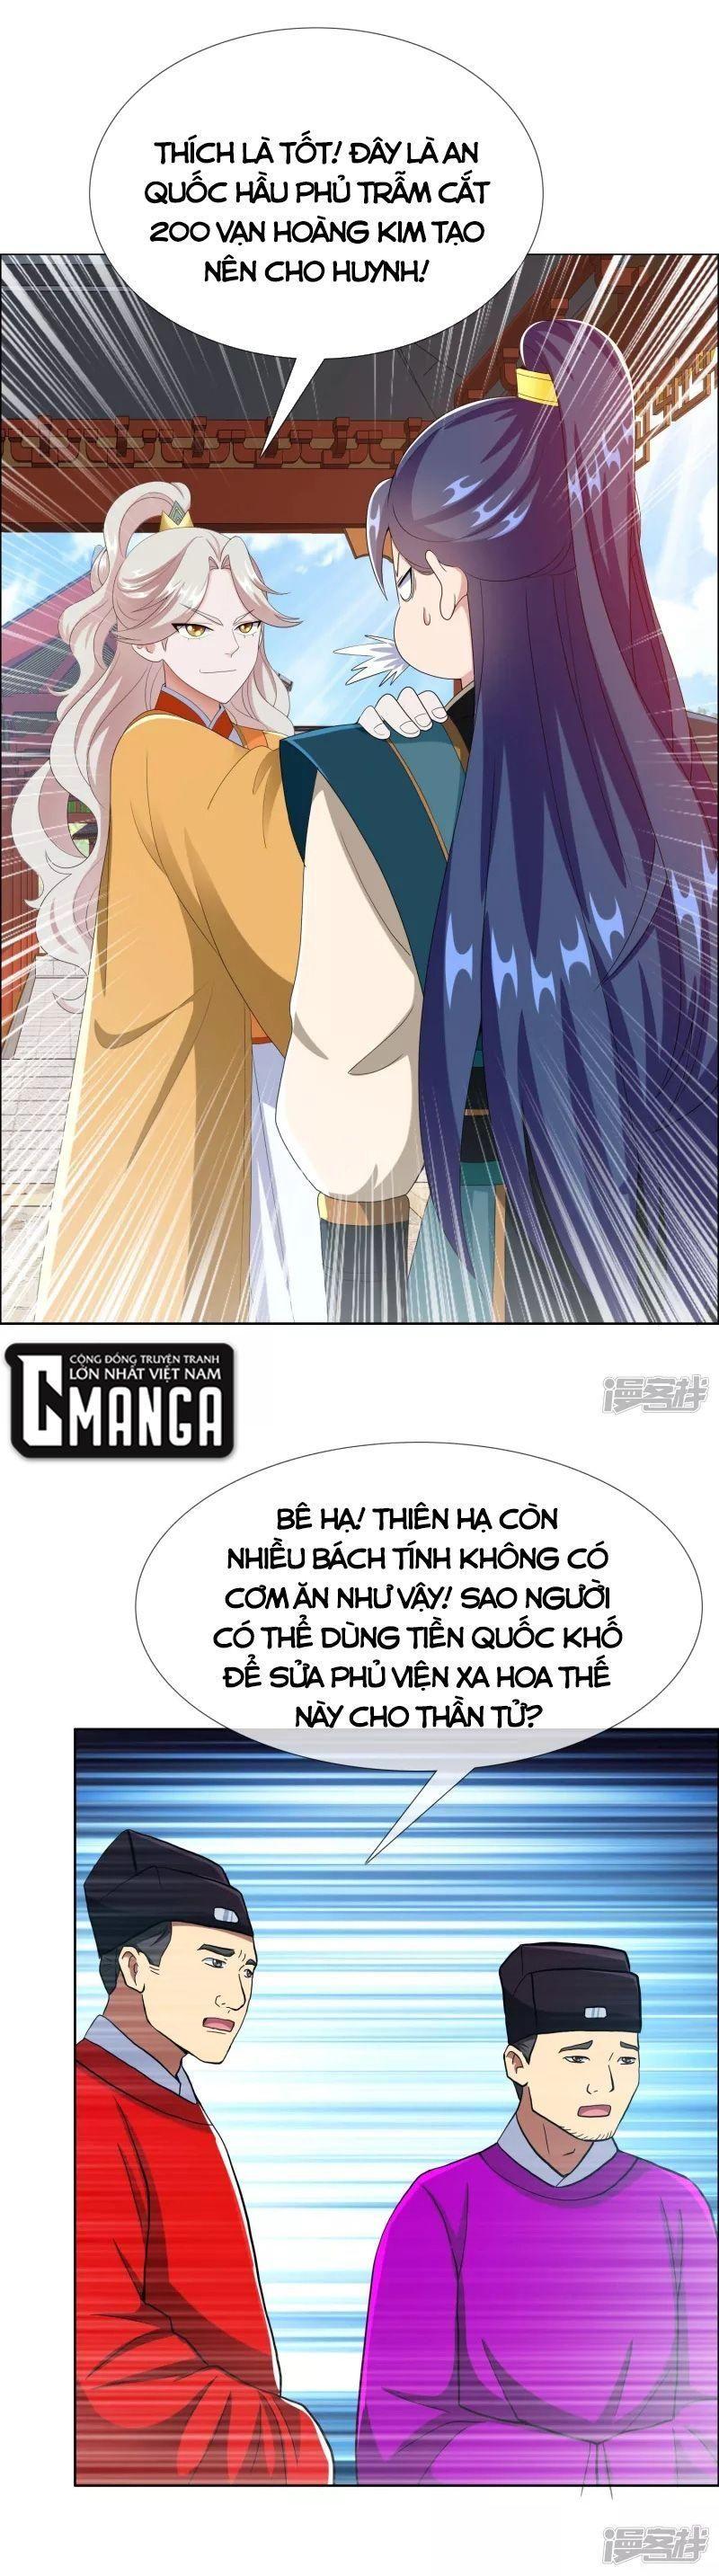 THÍCH LÀ TỐT! ĐÂY LÀ AN
QUỐC HẦU PHỦ TRẪM CẮT
200 VẠN HOÀNG KIM TẠO
NÊN CHO HUYNH!
CỘNG ĐỒNG TRUYỆN TRANH
LỚN NHẤT VIỆT NAM
CMANGA
漫客栈
BÊ HẠ! THIÊN HẠ CÒN
NHIỀU BÁCH TÍNH KHÔNG CÓ
CƠM ĂN NHƯ VẬY! SAO NGƯỜI
CÓ THỂ DÙNG TIỀN QUỐC KHỐ
ĐỂ SỬA PHỦ VIỆN XA HOA THẾ
NÀY CHO THẦN TỬ?
漫客栈